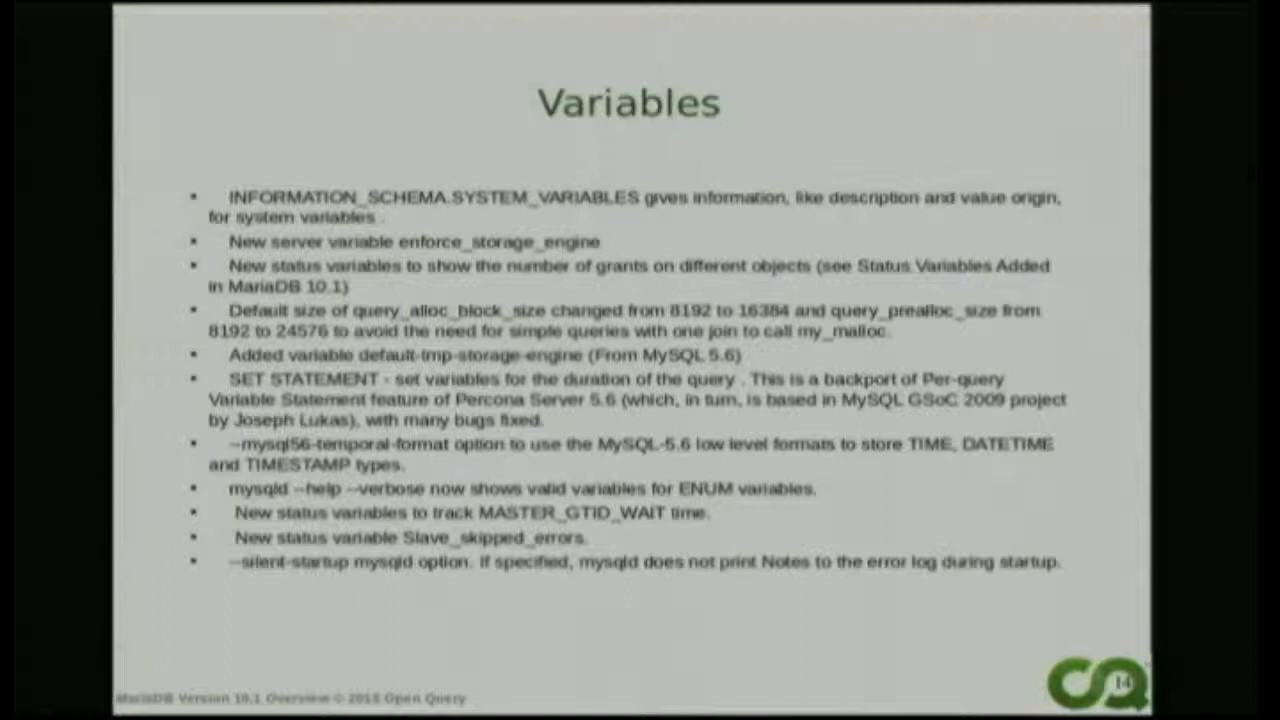 Variables
▪ INFORMATION_SCHEMA.SYSTEM_VARIABLES gives information, like description and value origin,
for system variables .
▪ New server variable enforce_storage_engine
▪ New status variables to show the number of grants on different objects (see Status Variables Added
in MariaDB 10.1)
▪ Default size of query_alloc_block_size changed from 8192 to 16384 and query_prealloc_size from
8192 to 24576 to avoid the need for simple queries with one join to call my_malloc.
▪ Added variable default-tmp-storage-engine (From MySQL 5.6)
▪ SET STATEMENT - set variables for the duration of the query . This is a backport of Per-query
Variable Statement feature of Percona Server 5.6 (which, in turn, is based in MySQL GSoC 2009 project
by Joseph Lukas), with many bugs fixed.
▪ --mysql56-temporal-format option to use the MySQL-5.6 low level formats to store TIME, DATETIME
and TIMESTAMP types.
▪ mysqld --help --verbose now shows valid variables for ENUM variables.
▪ New status variables to track MASTER_GTID_WAIT time.
▪ New status variable Slave_skipped_errors.
▪ --silent-startup mysqld option. If specified, mysqld does not print Notes to the error log during startup.
MariaDB Version 10.1 Overview © Open Query
14